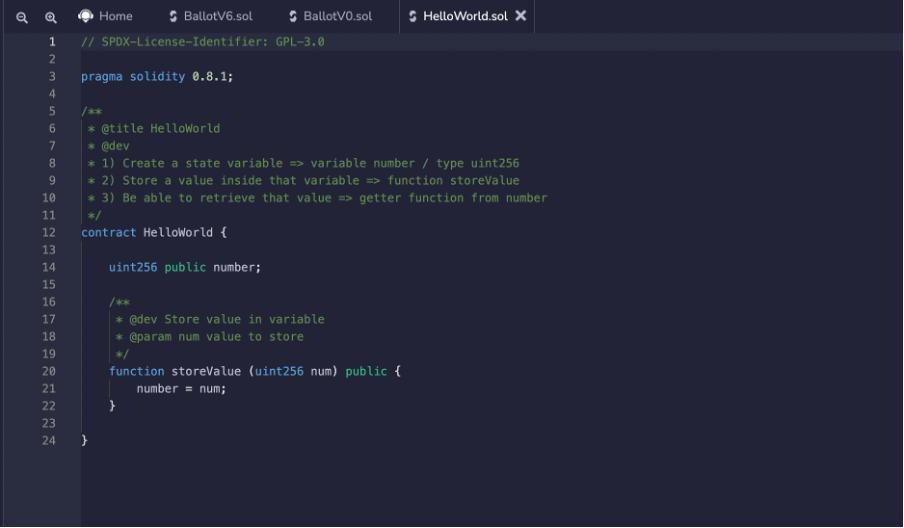 Home BallotV6.sol BallotV0.sol HelloWorld.sol
1 // SPDX-License-Identifier: GPL-3.0
2
3 pragma solidity 0.8.1;
4
5 /**
6 * @title HelloWorld
7 * @dev
8 * 1) Create a state variable => variable number / type uint256
9 * 2) Store a value inside that variable => function storeValue
10 * 3) Be able to retrieve that value => getter function from number
11 */
12 contract HelloWorld {
13
14 uint256 public number;
15
16 /**
17 * @dev Store value in variable
18 * @param num value to store
19 */
20 function storeValue (uint256 num) public {
21 number = num;
22 }
23
24 }